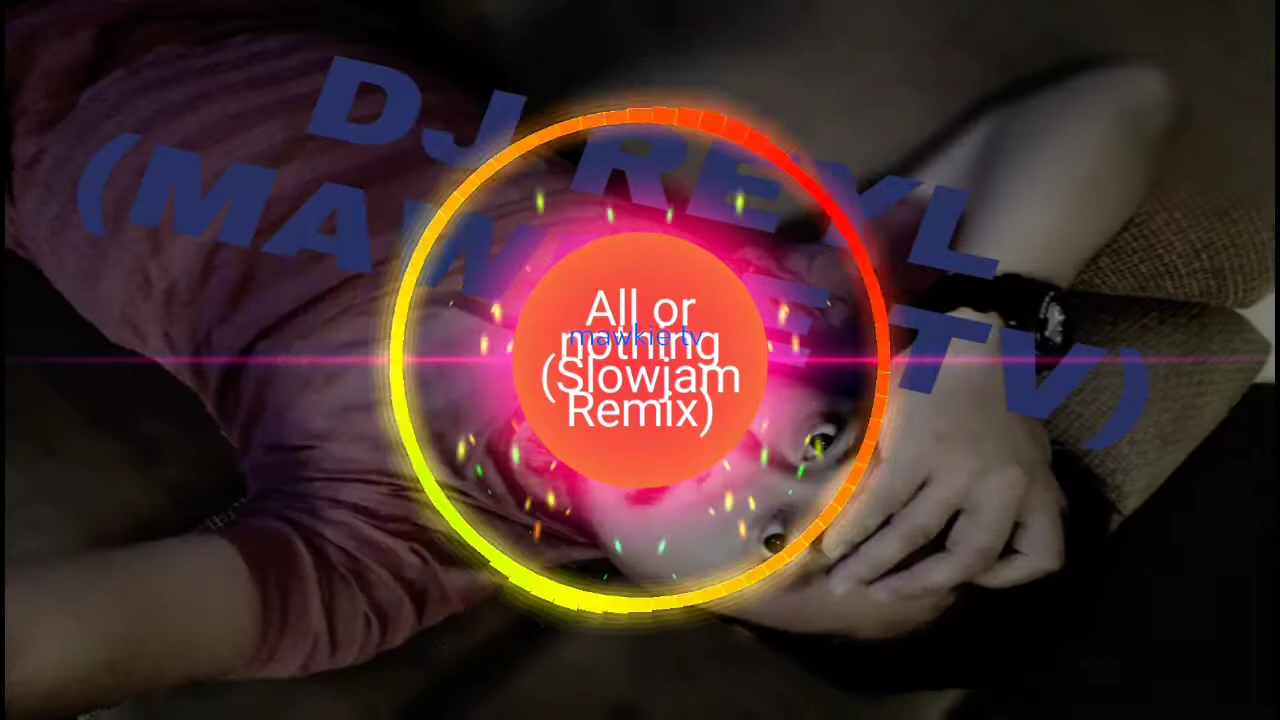 DJ REYL
(MAW E TV)
All or
nothing
mawkie tv
(Slowjam
Remix)